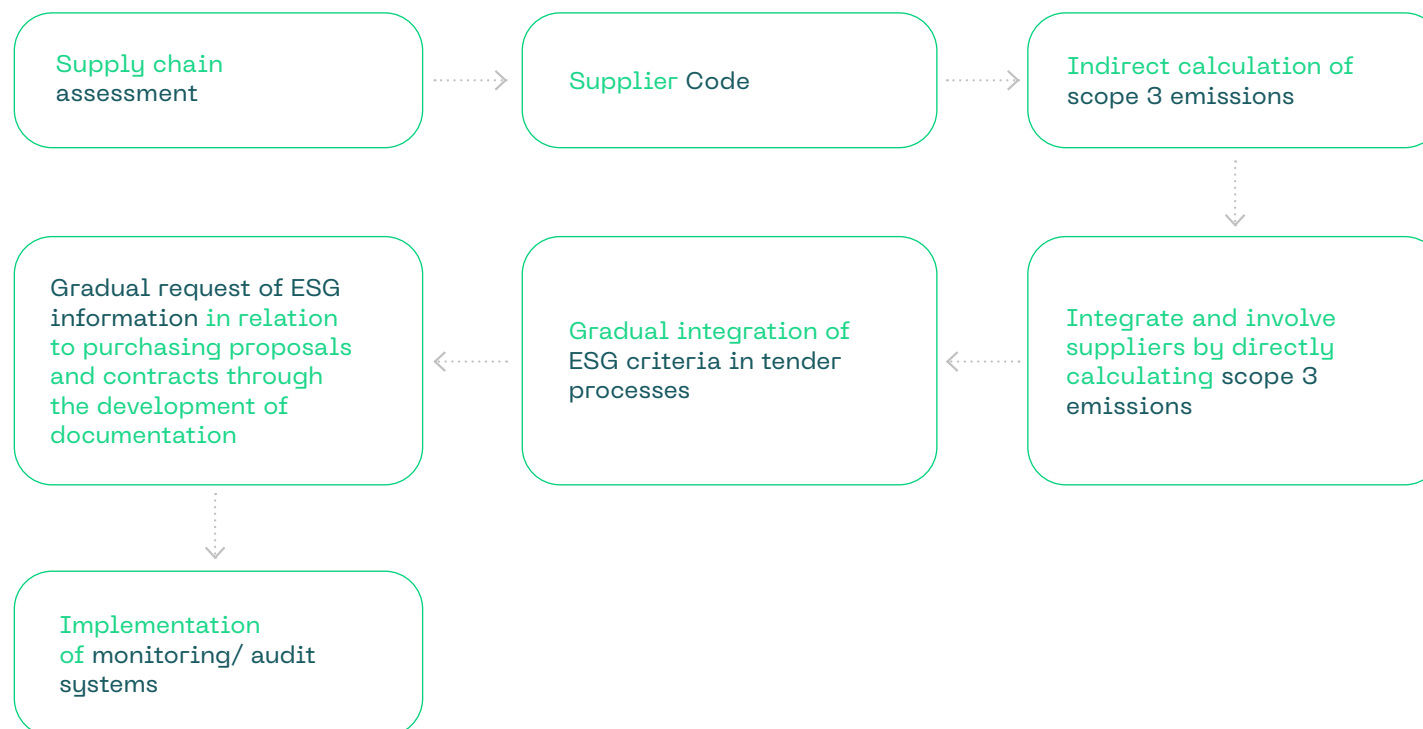 Supply chain
assessment
Supplier Code
Indirect calculation of
scope 3 emissions
Integrate and involve
suppliers by directly
calculating scope 3
emissions
Gradual integration of
ESG criteria in tender
processes
Gradual request of ESG
information in relation
to purchasing proposals
and contracts through
the development of
documentation
Implementation
of monitoring/ audit
systems